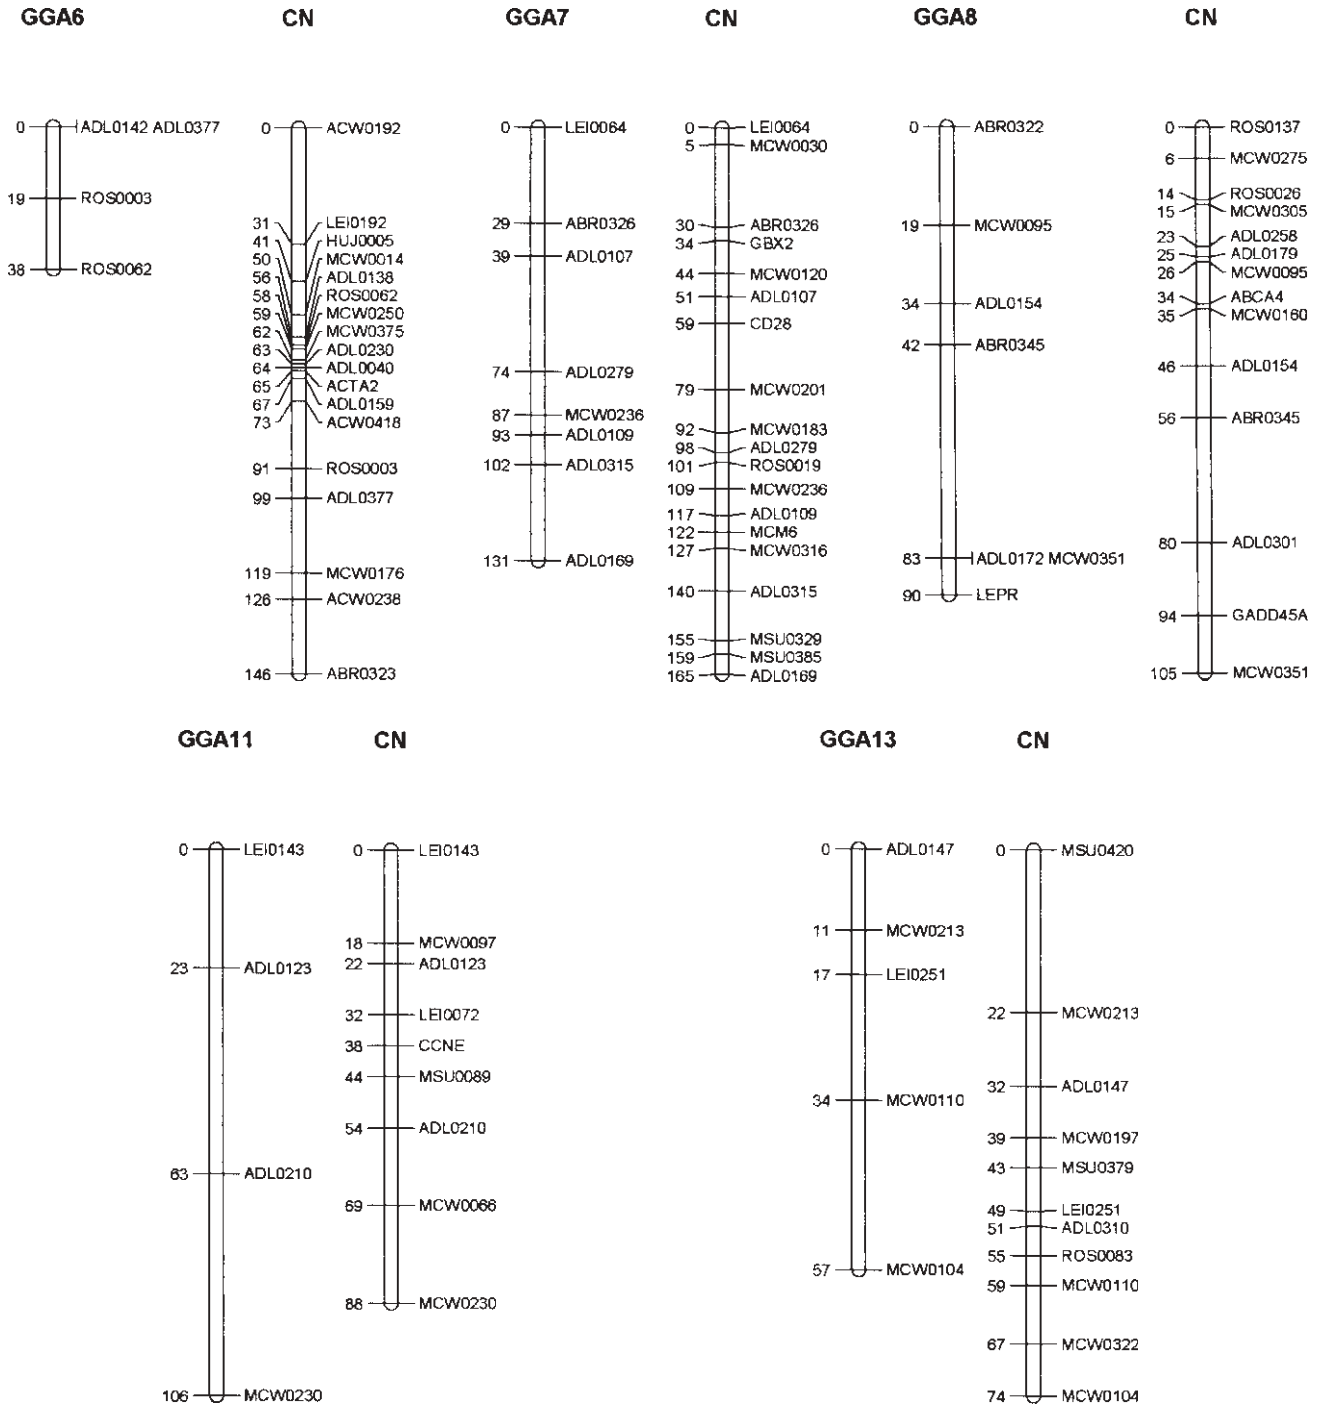 GGA6 CN GGA7 CN GGA8 CN
0 ADL0142 ADL0377
19 ROS0003
38 ROS0062
0 ACW0192
31 LEI0192
41 HUJ0005
50 MCW0014
56 ADL0138
58 ROS0062
59 MCW0250
62 MCW0375
63 ADL0230
64 ADL0040
65 ACTA2
67 ADL0159
73 ACW0418
91 ROS0003
99 ADL0377
119 MCW0176
126 ACW0238
146 ABR0323
0 LEI0064
29 ABR0326
39 ADL0107
74 ADL0279
87 MCW0236
93 ADL0109
102 ADL0315
131 ADL0169
0 LEI0064
5 MCW0030
30 ABR0326
34 GBX2
44 MCW0120
51 ADL0107
59 CD28
79 MCW0201
92 MCW0183
98 ADL0279
101 ROS0019
109 MCW0236
117 ADL0109
122 MCM6
127 MCW0316
140 ADL0315
155 MSU0329
159 MSU0385
165 ADL0169
0 ABR0322
19 MCW0095
34 ADL0154
42 ABR0345
83 ADL0172 MCW0351
90 LEPR
0 ROS0137
6 MCW0275
14 ROS0026
15 MCW0305
23 ADL0258
25 ADL0179
26 MCW0095
34 ABCA4
35 MCW0160
46 ADL0154
56 ABR0345
80 ADL0301
94 GADD45A
105 MCW0351
GGA11 CN GGA13 CN
0 LEI0143
23 ADL0123
63 ADL0210
106 MCW0230
0 LEI0143
18 MCW0097
22 ADL0123
32 LEI0072
38 CCNE
44 MSU0089
54 ADL0210
69 MCW0066
88 MCW0230
0 ADL0147
11 MCW0213
17 LEI0251
34 MCW0110
57 MCW0104
0 MSU0420
22 MCW0213
32 ADL0147
39 MCW0197
43 MSU0379
49 LEI0251
51 ADL0310
55 ROS0083
59 MCW0110
67 MCW0322
74 MCW0104